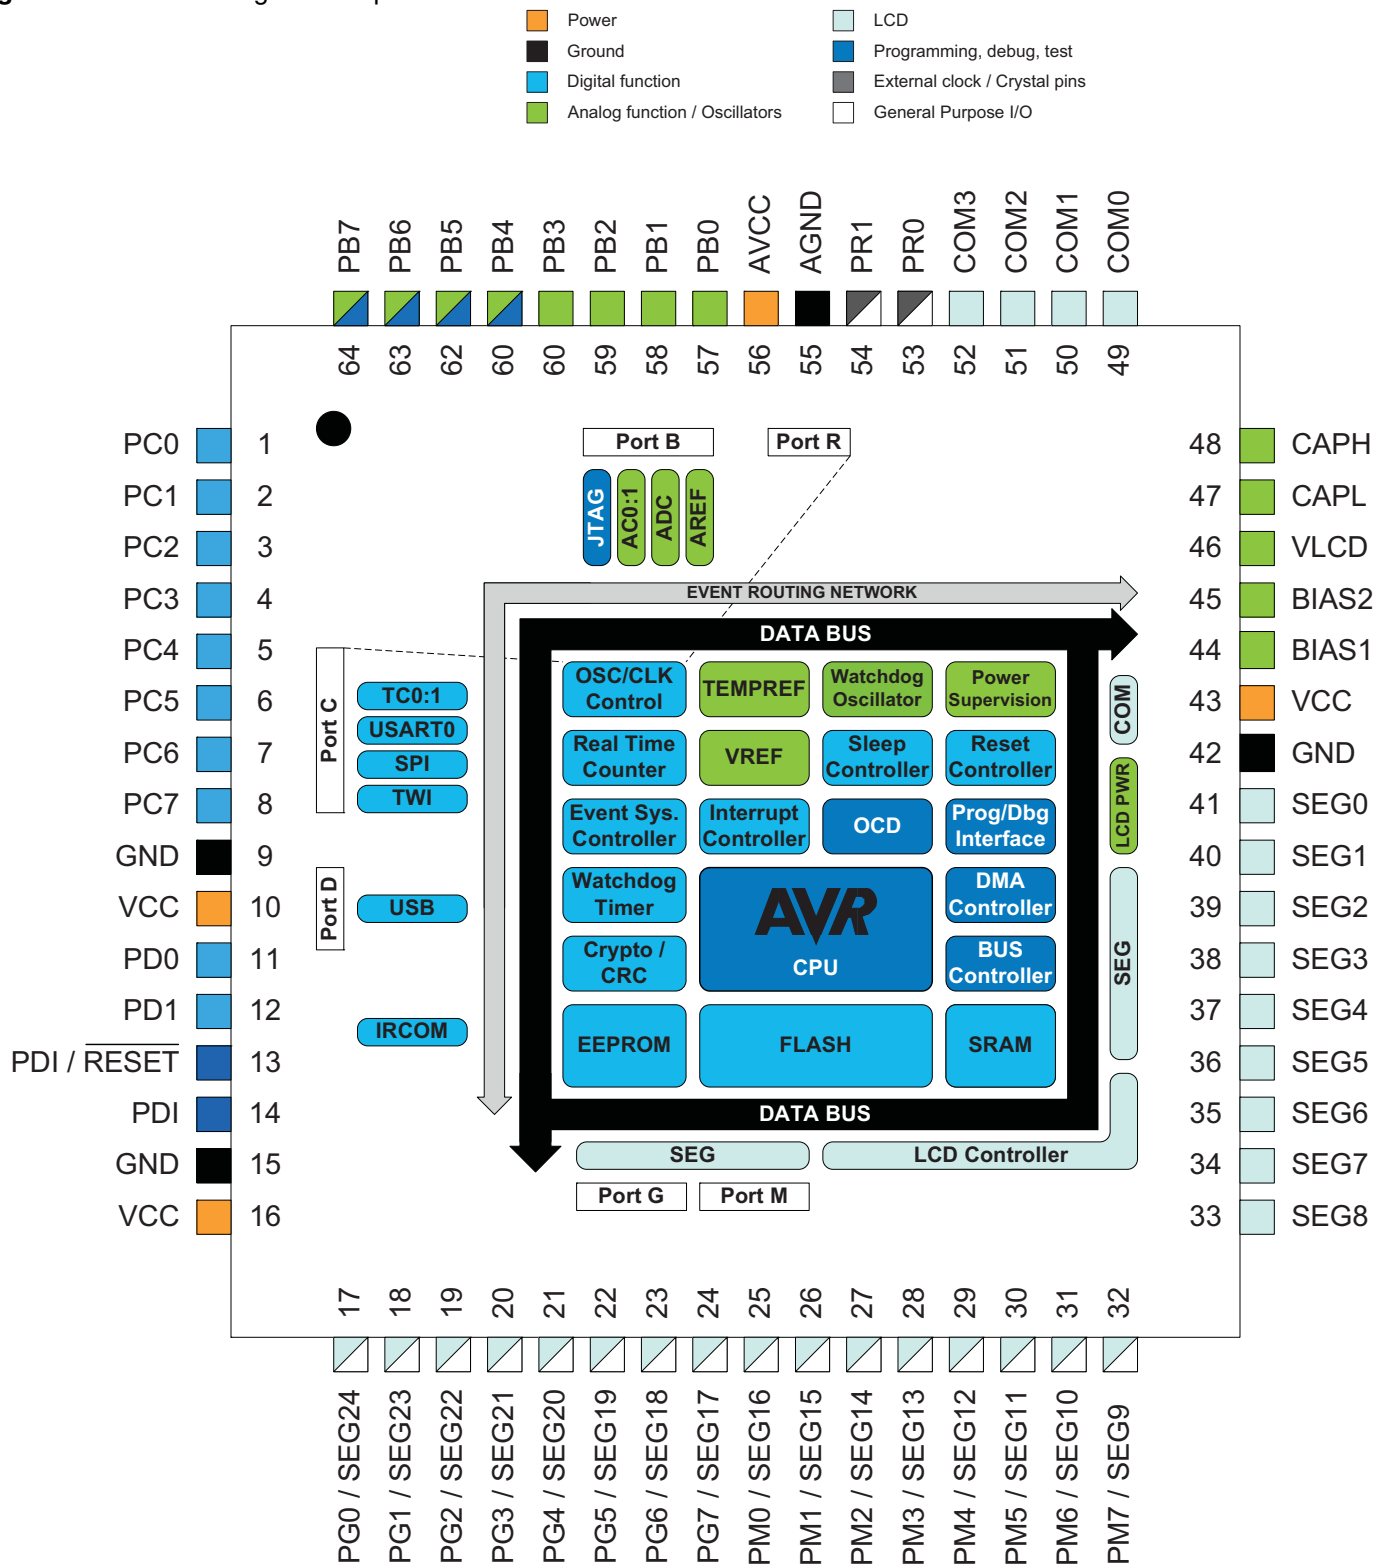 Power
Ground
Digital function
Analog function / Oscillators
LCD
Programming, debug, test
External clock / Crystal pins
General Purpose I/O
PB7
PB6
PB5
PB4
PB3
PB2
PB1
PB0
AVCC
AGND
PR1
PR0
COM3
COM2
COM1
COM0
64
63
62
60
60
59
58
57
56
55
54
53
52
51
50
49
PC0 1
PC1 2
PC2 3
PC3 4
PC4 5
PC5 6
PC6 7
PC7 8
GND 9
VCC 10
PD0 11
PD1 12
PDI / RESET 13
PDI 14
GND 15
VCC 16
Port B
Port R
JTAG
AC0:1
ADC
AREF
EVENT ROUTING NETWORK
DATA BUS
Port C
TC0:1
USART0
SPI
TWI
Port D
USB
IRCOM
OSC/CLK
Control
TEMPREF
Watchdog
Oscillator
Power
Supervision
Real Time
Counter
VREF
Sleep
Controller
Reset
Controller
Event Sys.
Controller
Interrupt
Controller
OCD
Prog/Dbg
Interface
Watchdog
Timer
AVR
CPU
DMA
Controller
Crypto /
CRC
BUS
Controller
EEPROM
FLASH
SRAM
DATA BUS
COM
LCD PWR
SEG
SEG
LCD Controller
Port G
Port M
48 CAPH
47 CAPL
46 VLCD
45 BIAS2
44 BIAS1
43 VCC
42 GND
41 SEG0
40 SEG1
39 SEG2
38 SEG3
37 SEG4
36 SEG5
35 SEG6
34 SEG7
33 SEG8
17
18
19
20
21
22
23
24
25
26
27
28
29
30
31
32
PG0 / SEG24
PG1 / SEG23
PG2 / SEG22
PG3 / SEG21
PG4 / SEG20
PG5 / SEG19
PG6 / SEG18
PG7 / SEG17
PM0 / SEG16
PM1 / SEG15
PM2 / SEG14
PM3 / SEG13
PM4 / SEG12
PM5 / SEG11
PM6 / SEG10
PM7 / SEG9